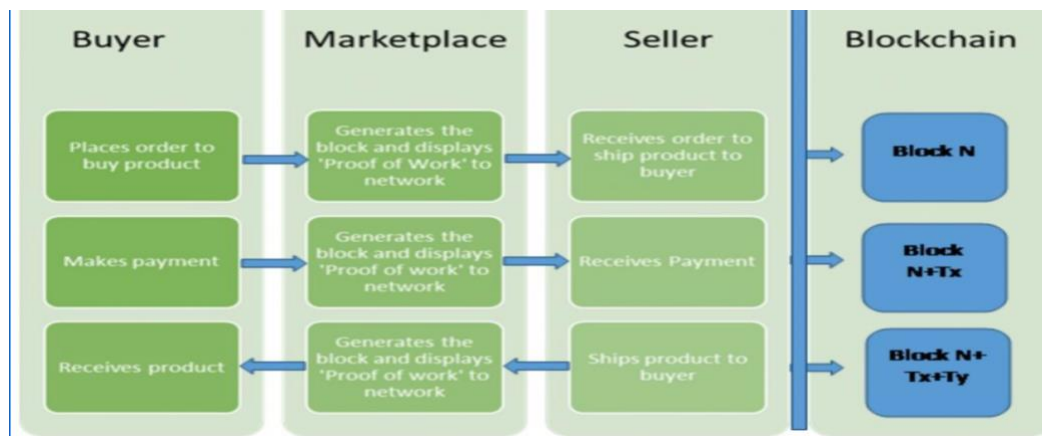 Buyer
Marketplace
Seller
Blockchain
Places order to
buy product
Generates the
block and displays
'Proof of Work' to
network
Receives order to
ship product to
buyer
Block N
Makes payment
Generates the
block and displays
'Proof of work' to
network
Receives Payment
Block
N+Tx
Receives product
Generates the
block and displays
'Proof of work' to
network
Ships product to
buyer
Block N+
Tx+Ty